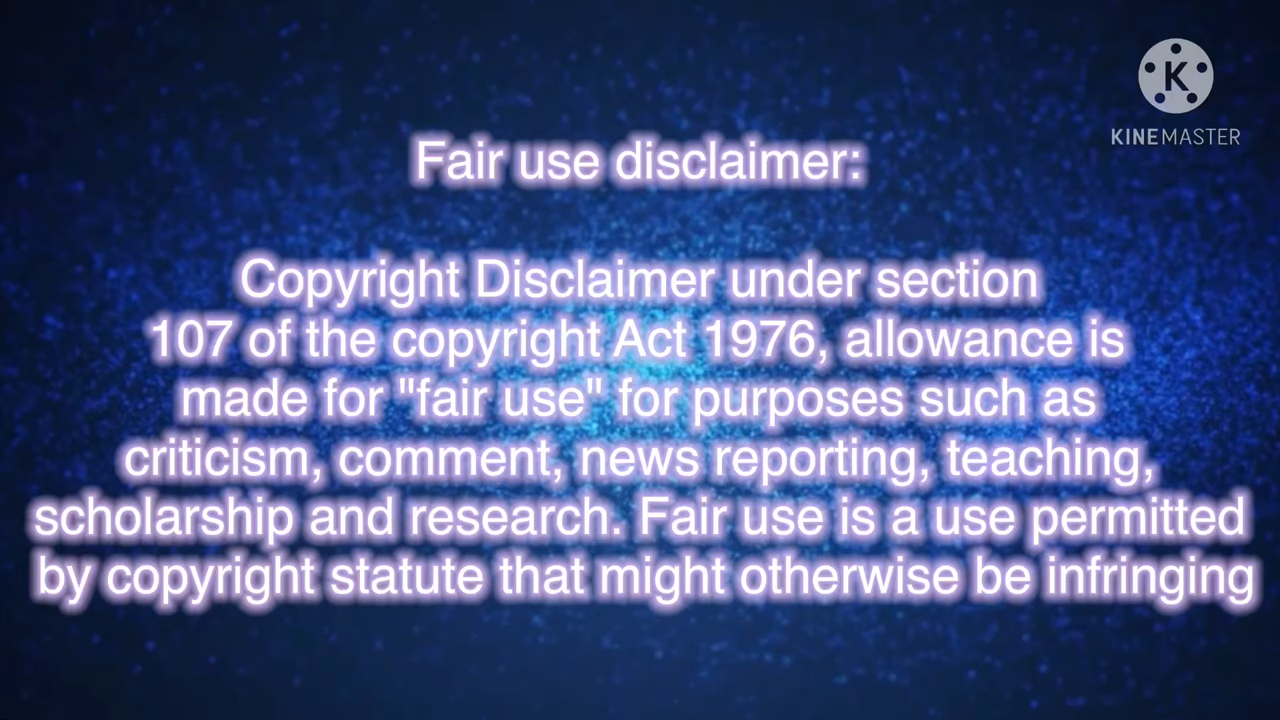 K
KINEMASTER
Fair use disclaimer:
Copyright Disclaimer under section
107 of the copyright Act 1976, allowance is
made for "fair use" for purposes such as
criticism, comment, news reporting, teaching,
scholarship and research. Fair use is a use permitted
by copyright statute that might otherwise be infringing